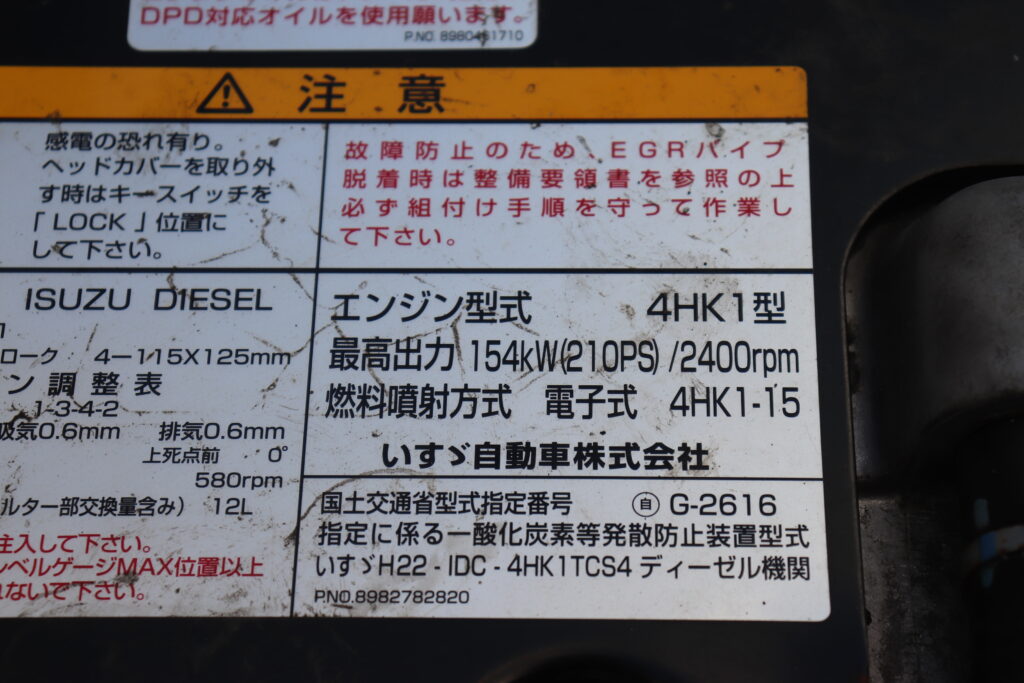 DPD対応オイルを使用願います。
P.NO. 8980461710
注 意
感電の恐れ有り。
ヘッドカバーを取り外
す時はキースイッチを
「LOCK」位置に
して下さい。
故障防止のため、EGRパイプ
脱着時は整備要領書を参照の上
必ず組付け手順を守って作業し
て下さい。
ISUZU DIESEL
1
ローク 4-115X125mm
ン調整表
1-3-4-2
吸気0.6mm 排気0.6mm
上死点前 0°
580rpm
ルター部交換量含み) 12L
注入して下さい。
レベルゲージMAX位置以上
れないで下さい。
エンジン型式 4HK1型
最高出力 154kW(210PS)/2400rpm
燃料噴射方式 電子式 4HK1-15
いすゞ自動車株式会社
国土交通省型式指定番号 ㉂ G-2616
指定に係る一酸化炭素等発散防止装置型式
いすゞH22-IDC-4HK1TCS4 ディーゼル機関
P.NO.8982782820